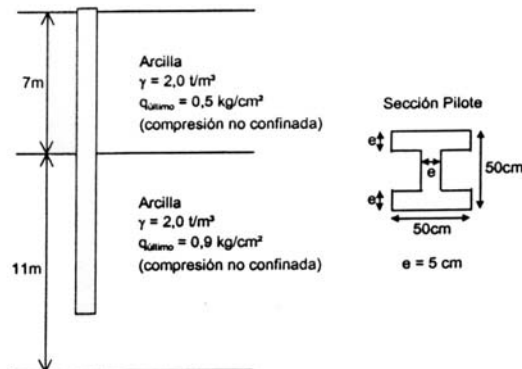 7m
Arcilla
γ = 2,0 t/m³
qúltimo = 0,5 kg/cm²
(compresión no confinada)
11m
Arcilla
γ = 2,0 t/m³
qúltimo = 0,9 kg/cm²
(compresión no confinada)
Sección Pilote
e
e
e
50cm
50cm
e = 5 cm